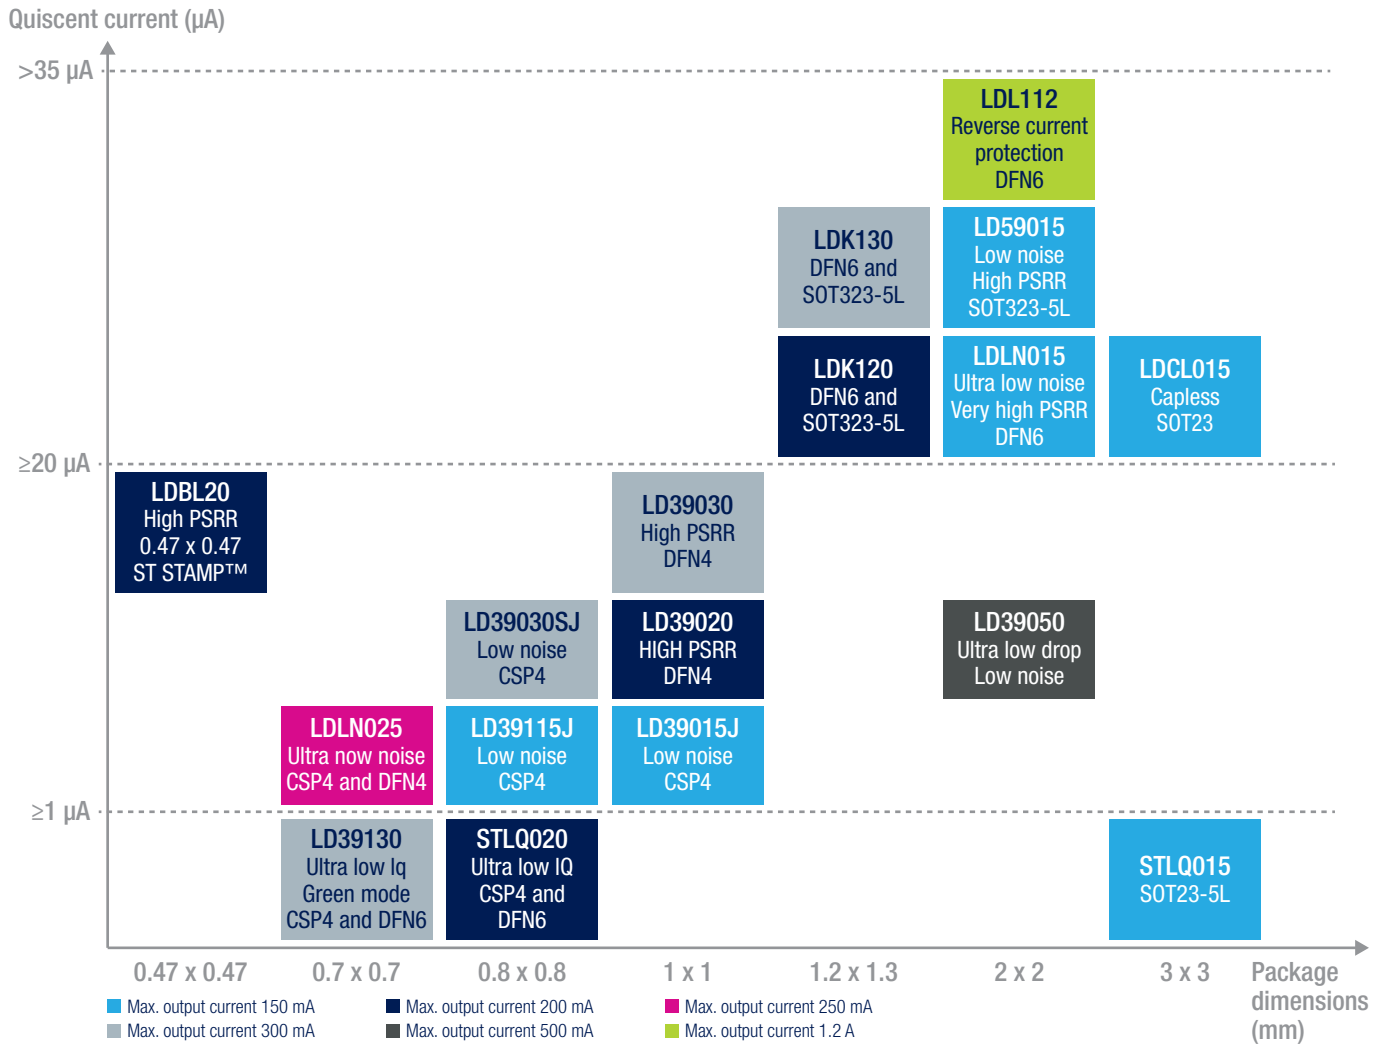 Quiscent current (µA)
>35 µA
LDL112
Reverse current
protection
DFN6
LDK130
DFN6 and
SOT323-5L
LD59015
Low noise
High PSRR
SOT323-5L
LDK120
DFN6 and
SOT323-5L
LDLN015
Ultra low noise
Very high PSRR
DFN6
LDCL015
Capless
SOT23
≥20 µA
LDBL20
High PSRR
0.47 x 0.47
ST STAMP™
LD39030
High PSRR
DFN4
LD39030SJ
Low noise
CSP4
LD39020
HIGH PSRR
DFN4
LD39050
Ultra low drop
Low noise
LDLN025
Ultra now noise
CSP4 and DFN4
LD39115J
Low noise
CSP4
LD39015J
Low noise
CSP4
≥1 µA
LD39130
Ultra low Iq
Green mode
CSP4 and DFN6
STLQ020
Ultra low IQ
CSP4 and
DFN6
STLQ015
SOT23-5L
0.47 x 0.47
0.7 x 0.7
0.8 x 0.8
1 x 1
1.2 x 1.3
2 x 2
3 x 3
Package
dimensions
(mm)
Max. output current 150 mA
Max. output current 200 mA
Max. output current 250 mA
Max. output current 300 mA
Max. output current 500 mA
Max. output current 1.2 A